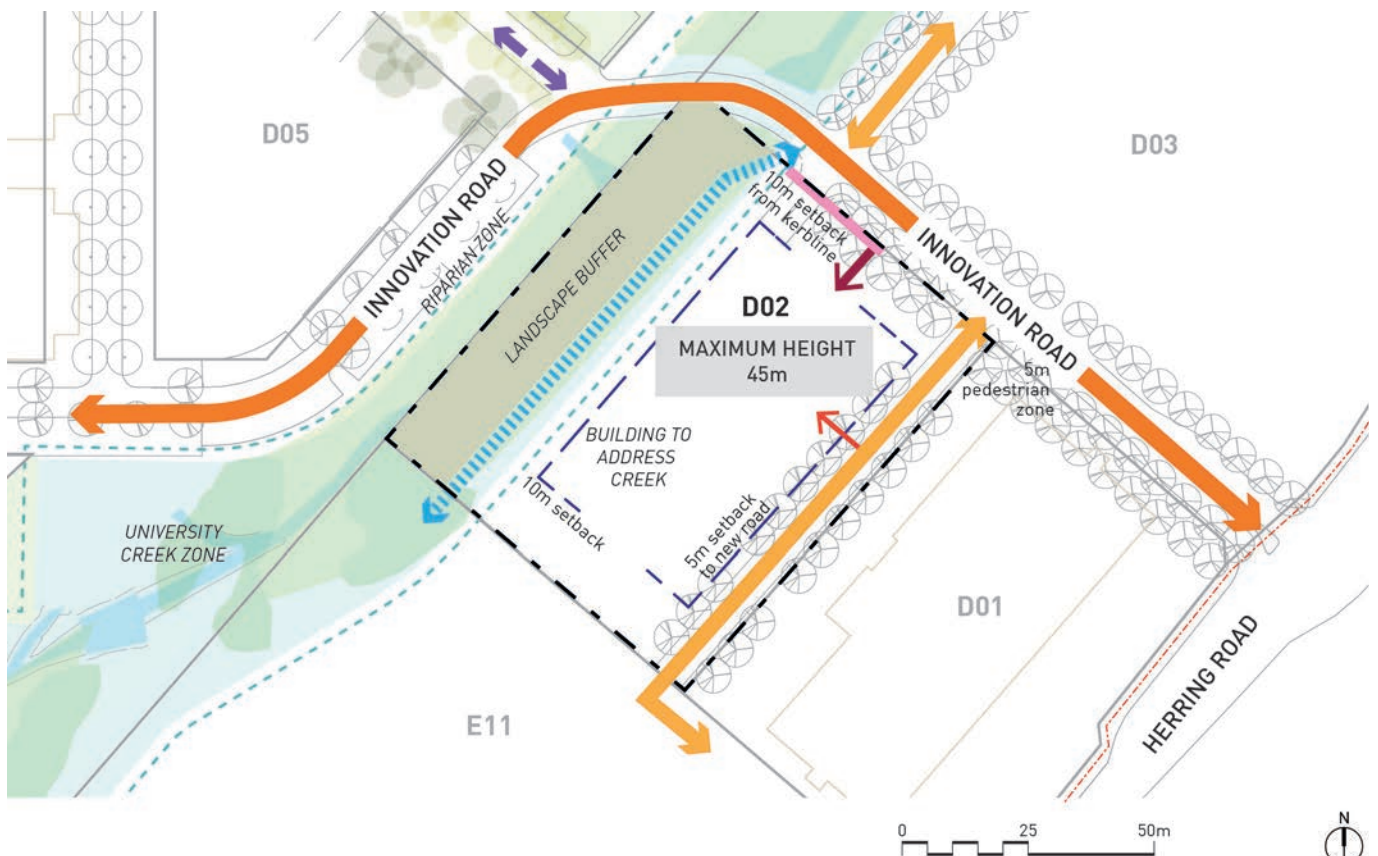 D05
D03
INNOVATION ROAD
RIPARIAN ZONE
LANDSCAPE BUFFER
10m setback
from kerbline
INNOVATION ROAD
D02
MAXIMUM HEIGHT
45m
5m
pedestrian
zone
BUILDING TO
ADDRESS
CREEK
10m setback
5m setback
to new road
UNIVERSITY
CREEK ZONE
D01
E11
HERRING ROAD
0 25 50m
N